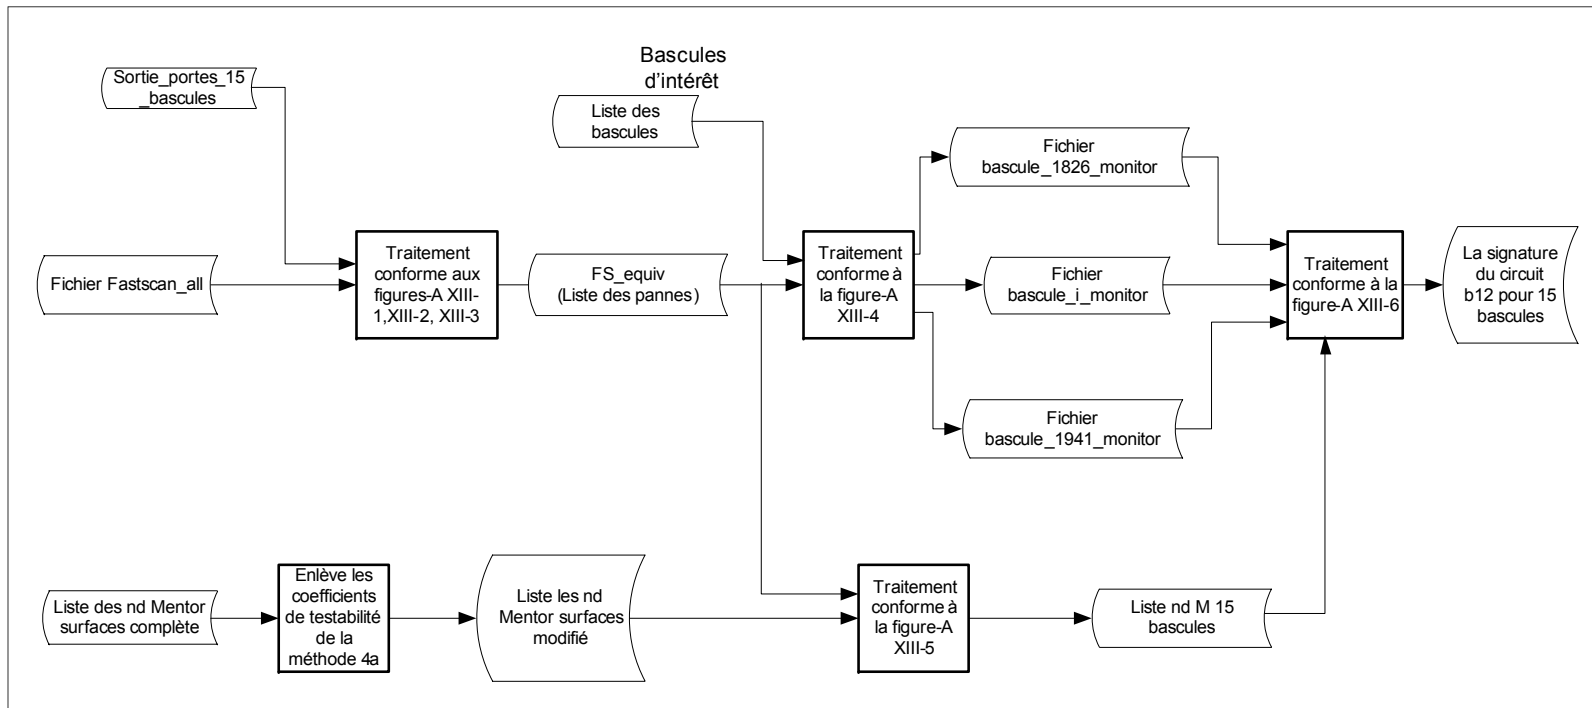 Bascules
d'intérêt
Sortie_portes_15
_bascules
Liste des
bascules
Fichier
bascule_1826_monitor
Fichier Fastscan_all
Traitement
conforme aux
figures-A XIII-
1,XIII-2, XIII-3
FS_equiv
(Liste des pannes)
Traitement
conforme à
la figure-A
XIII-4
Fichier
bascule_i_monitor
Traitement
conforme à
la figure-A XIII-6
La signature
du circuit
b12 pour 15
bascules
Fichier
bascule_1941_monitor
Liste des nd Mentor
surfaces complète
Enlève les
coefficients
de testabilité
de la
méthode 4a
Liste les nd
Mentor surfaces
modifié
Traitement
conforme à
la figure-A
XIII-5
Liste nd M 15
bascules